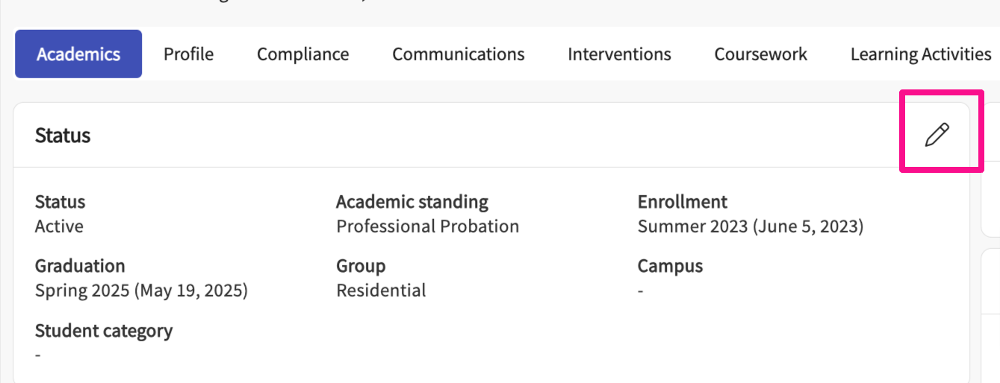 Academics Profile Compliance Communications Interventions Coursework Learning Activities
Status
Status Academic standing Enrollment
Active Professional Probation Summer 2023 (June 5, 2023)
Graduation Group Campus
Spring 2025 (May 19, 2025) Residential -
Student category
-